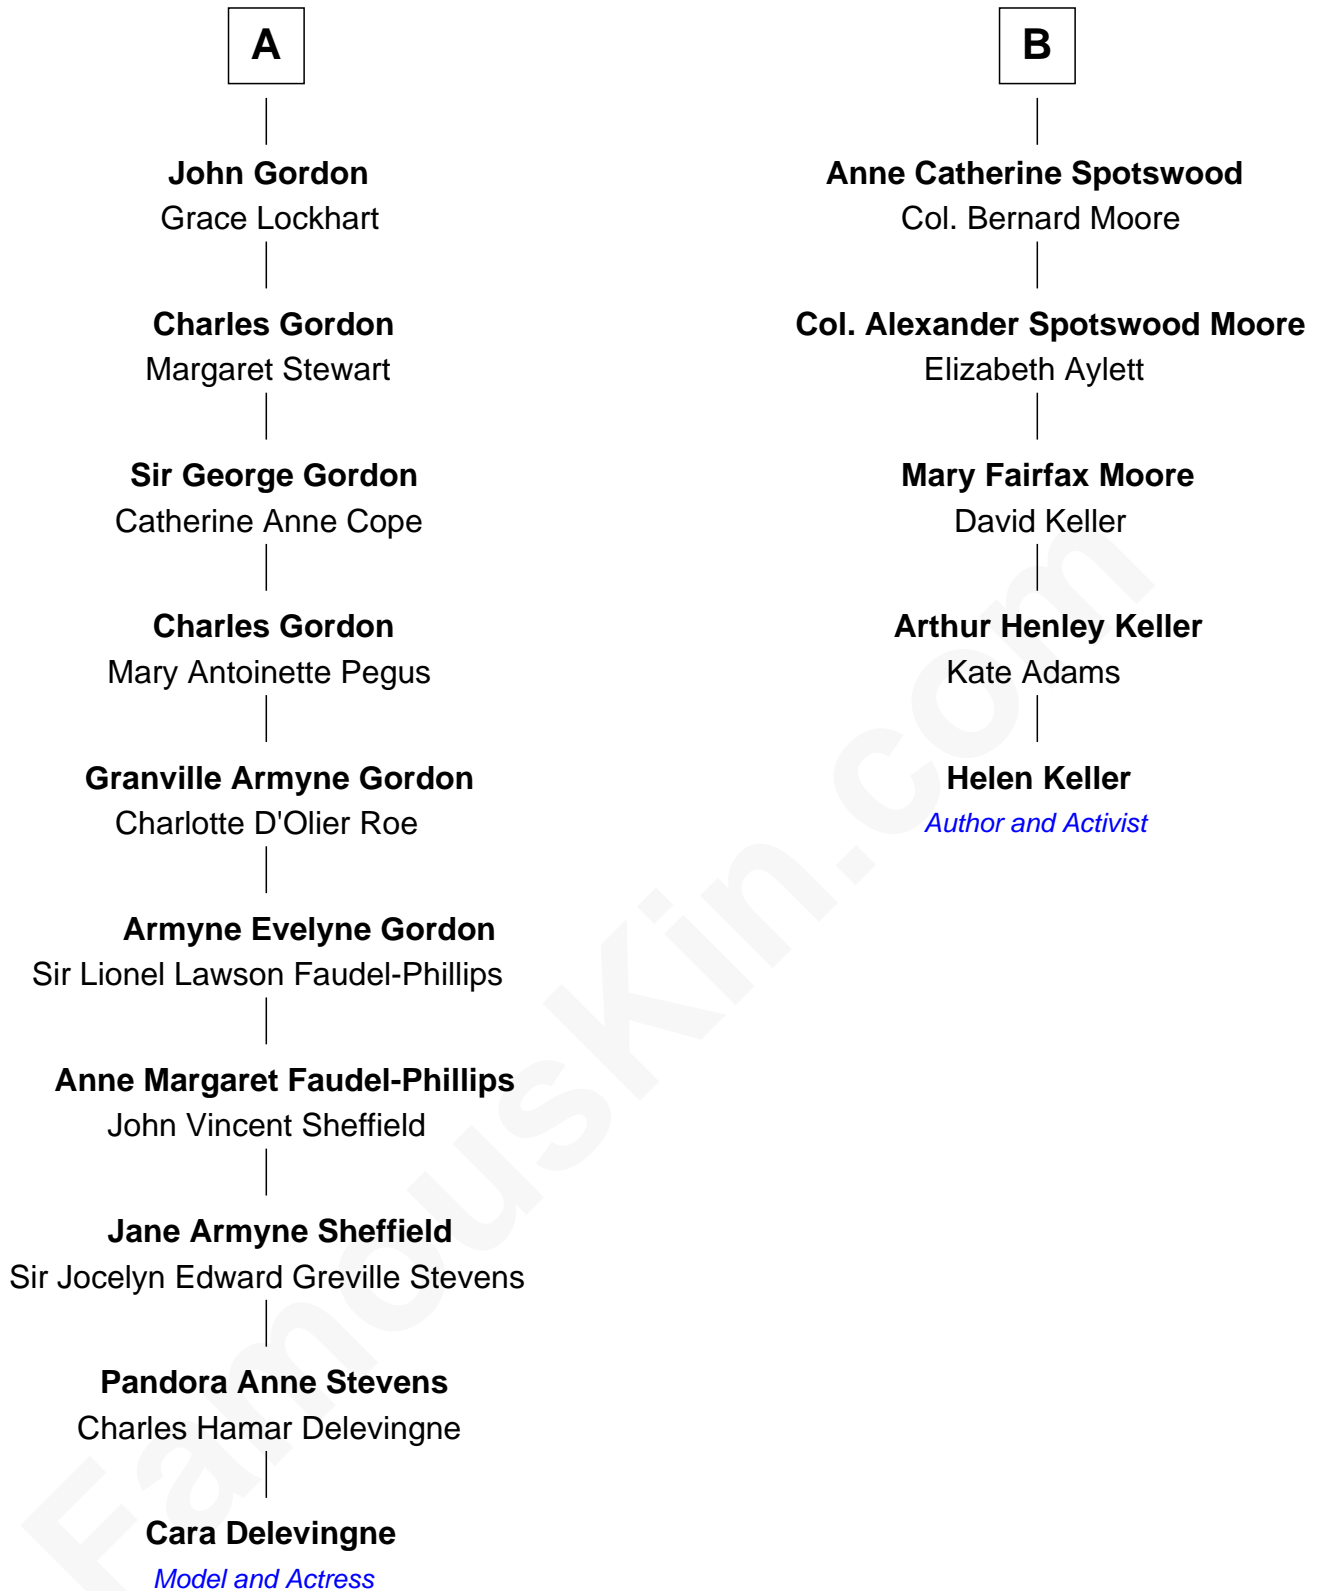 A
John Gordon
Grace Lockhart
Charles Gordon
Margaret Stewart
Sir George Gordon
Catherine Anne Cope
Charles Gordon
Mary Antoinette Pegus
Granville Armyne Gordon
Charlotte D'Olier Roe
Armyne Evelyne Gordon
Sir Lionel Lawson Faudel-Phillips
Anne Margaret Faudel-Phillips
John Vincent Sheffield
Jane Armyne Sheffield
Sir Jocelyn Edward Greville Stevens
Pandora Anne Stevens
Charles Hamar Delevingne
Cara Delevingne
Model and Actress
B
Anne Catherine Spotswood
Col. Bernard Moore
Col. Alexander Spotswood Moore
Elizabeth Aylett
Mary Fairfax Moore
David Keller
Arthur Henley Keller
Kate Adams
Helen Keller
Author and Activist
FamousKin.com